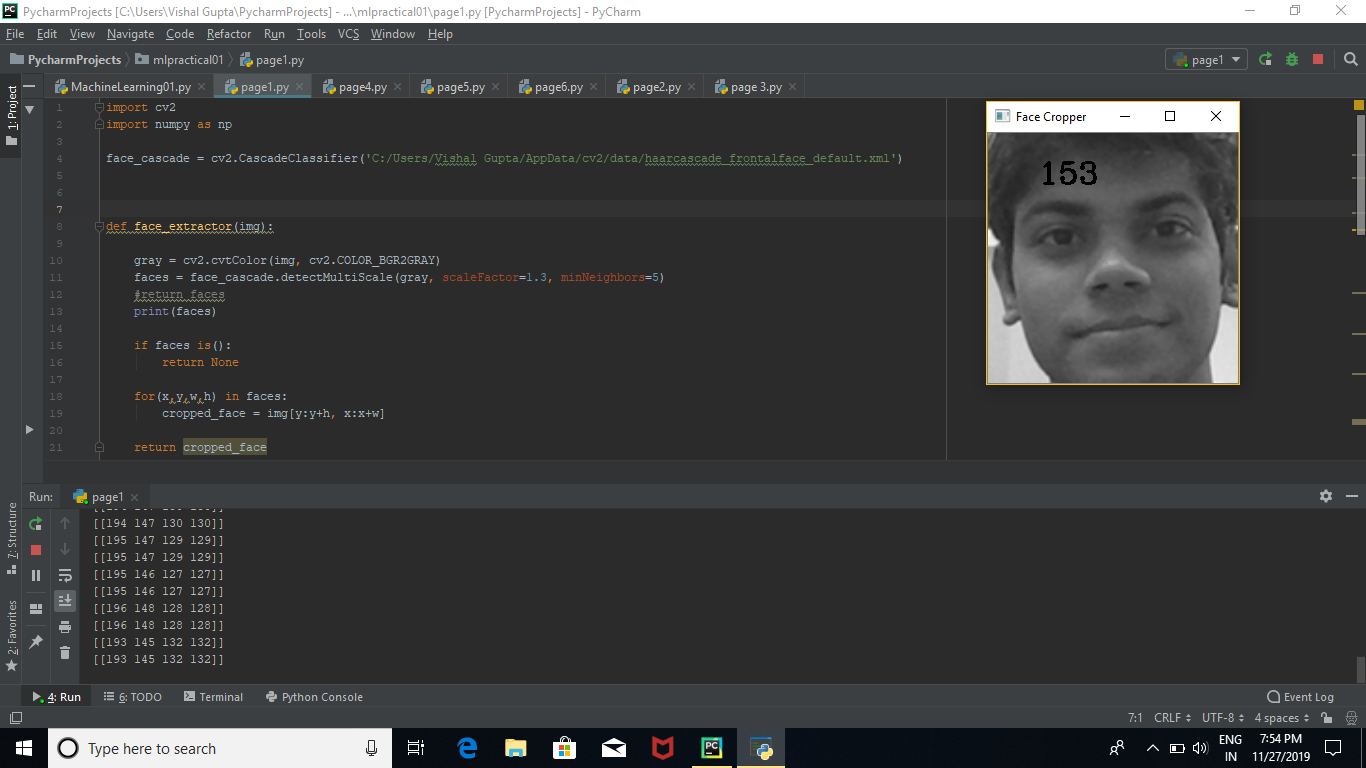 PycharmProjects [C:\Users\Vishal Gupta\PycharmProjects] - ...\mlpractical01\page1.py [PycharmProjects] - PyCharm
File Edit View Navigate Code Refactor Run Tools VCS Window Help
PycharmProjects mlpractical01 page1.py page1
MachineLearning01.py page1.py page4.py page5.py page6.py page2.py page 3.py
1: Project
1 import cv2
2 import numpy as np
3
4 face_cascade = cv2.CascadeClassifier('C:/Users/Vishal Gupta/AppData/cv2/data/haarcascade_frontalface_default.xml')
5
6
7
8 def face_extractor(img):
9
10 gray = cv2.cvtColor(img, cv2.COLOR_BGR2GRAY)
11 faces = face_cascade.detectMultiScale(gray, scaleFactor=1.3, minNeighbors=5)
12 #return faces
13 print(faces)
14
15 if faces is():
16 return None
17
18 for(x,y,w,h) in faces:
19 cropped_face = img[y:y+h, x:x+w]
20
21 return cropped_face
Face Cropper
153
Run: page1
7: Structure
2: Favorites
[[194 147 130 130]]
[[195 147 129 129]]
[[195 147 129 129]]
[[195 146 127 127]]
[[195 146 127 127]]
[[196 148 128 128]]
[[196 148 128 128]]
[[193 145 132 132]]
[[193 145 132 132]]
4: Run 6: TODO Terminal Python Console Event Log
7:1 CRLF UTF-8 4 spaces
Type here to search
ENG
IN
7:54 PM
11/27/2019